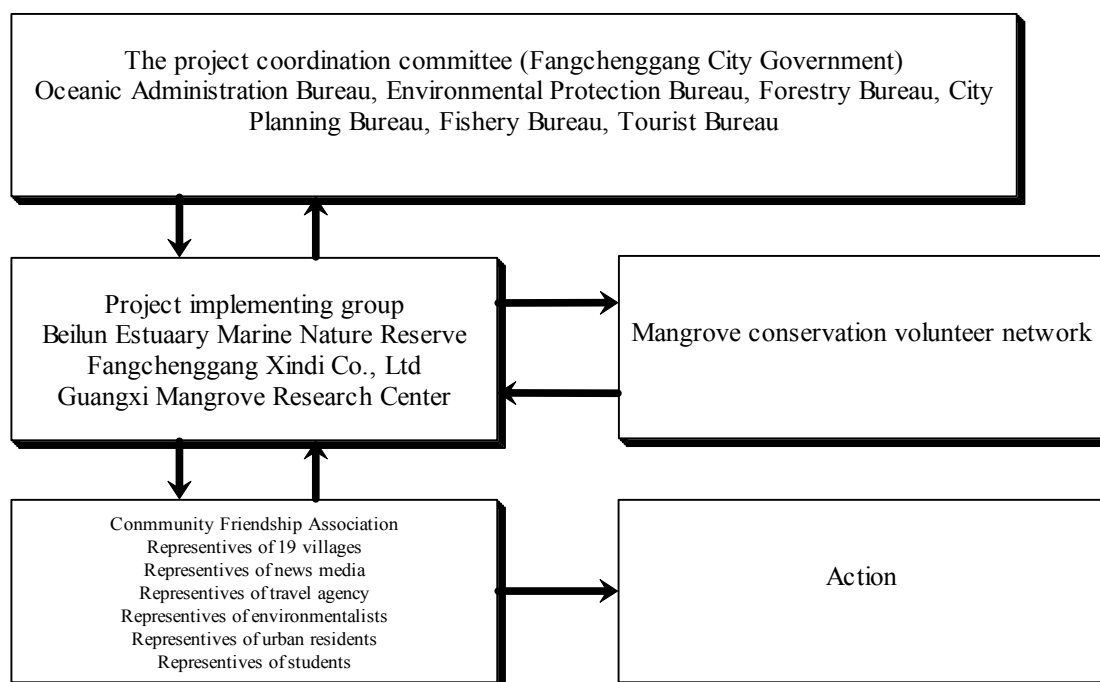 The project coordination committee (Fangchenggang City Government)
Oceanic Administration Bureau, Environmental Protection Bureau, Forestry Bureau, City
Planning Bureau, Fishery Bureau, Tourist Bureau
Project implementing group
Beilun Estuaary Marine Nature Reserve
Fangchenggang Xindi Co., Ltd
Guangxi Mangrove Research Center
Mangrove conservation volunteer network
Conmmunity Friendship Association
Representives of 19 villages
Representives of news media
Representives of travel agency
Representives of environmentalists
Representives of urban residents
Representives of students
Action